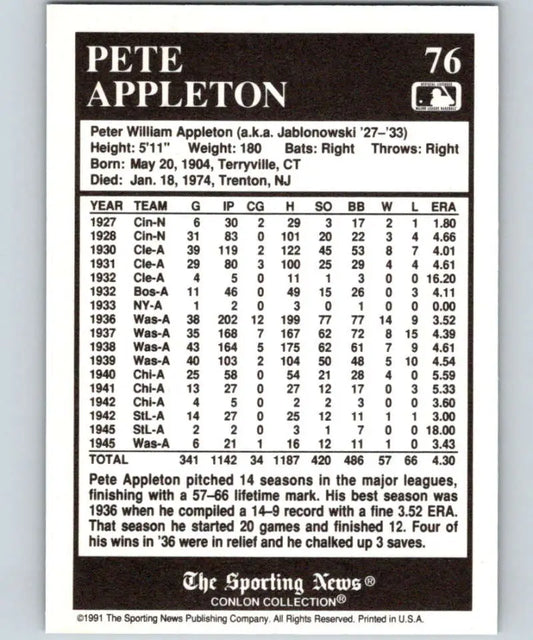 PETE
APPLETON
76
Peter William Appleton (a.k.a. Jablonowski '27–'33)
Height: 5'11" Weight: 180 Bats: Right Throws: Right
Born: May 20, 1904, Terryville, CT
Died: Jan. 18, 1974, Trenton, NJ
YEAR TEAM G IP CG H SO BB W L ERA
1927 Cin-N 6 30 2 29 3 17 2 1 1.80
1928 Cin-N 31 83 0 101 20 22 3 4 4.66
1930 Cle-A 39 119 2 122 45 53 8 7 4.01
1931 Cle-A 29 80 3 100 25 29 4 4 4.61
1932 Cle-A 4 5 0 11 1 3 0 0 16.20
1932 Bos-A 11 46 0 49 15 26 0 3 4.11
1933 NY-A 1 2 0 3 0 1 0 0 0.00
1936 Was-A 38 202 12 199 77 77 14 9 3.52
1937 Was-A 35 168 7 167 62 72 8 15 4.39
1938 Was-A 43 164 5 175 62 61 7 9 4.61
1939 Was-A 40 103 2 104 50 48 5 10 4.54
1940 Chi-A 25 58 0 54 21 28 4 0 5.59
1941 Chi-A 13 27 0 27 12 17 0 3 5.33
1942 Chi-A 4 5 0 2 2 3 0 0 3.60
1942 StL-A 14 27 0 25 12 11 1 1 3.00
1945 StL-A 2 2 0 3 1 7 0 0 18.00
1945 Was-A 6 21 1 16 12 11 1 0 3.43
TOTAL 341 1142 34 1187 420 486 57 66 4.30
Pete Appleton pitched 14 seasons in the major leagues,
finishing with a 57–66 lifetime mark. His best season was
1936 when he compiled a 14–9 record with a fine 3.52 ERA.
That season he started 20 games and finished 12. Four of
his wins in '36 were in relief and he chalked up 3 saves.
The Sporting News®
CONLON COLLECTION®
©1991 The Sporting News Publishing Company. All Rights Reserved. Printed in U.S.A.